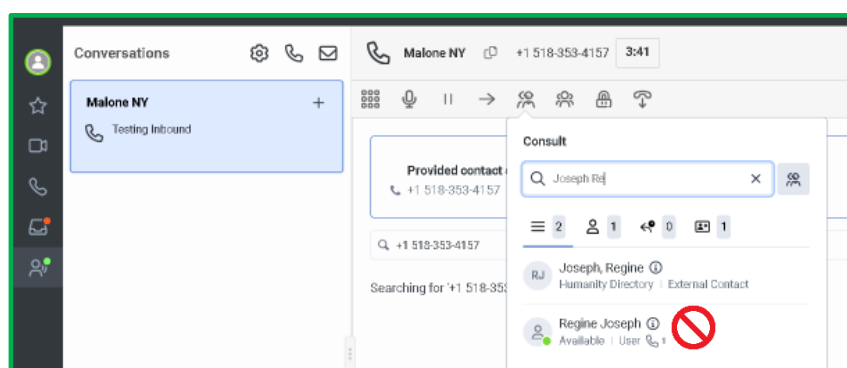 Conversations
Malone NY
+1 518-353-4157
3:41
Malone NY
Testing Inbound
Consult
Provided contact
+1 518-353-4157
Joseph Re
2
1
0
1
+1 518-353-4157
RJ
Joseph, Regine
Humanity Directory | External Contact
Searching for '+1 518-35
Regine Joseph
Available | User 1